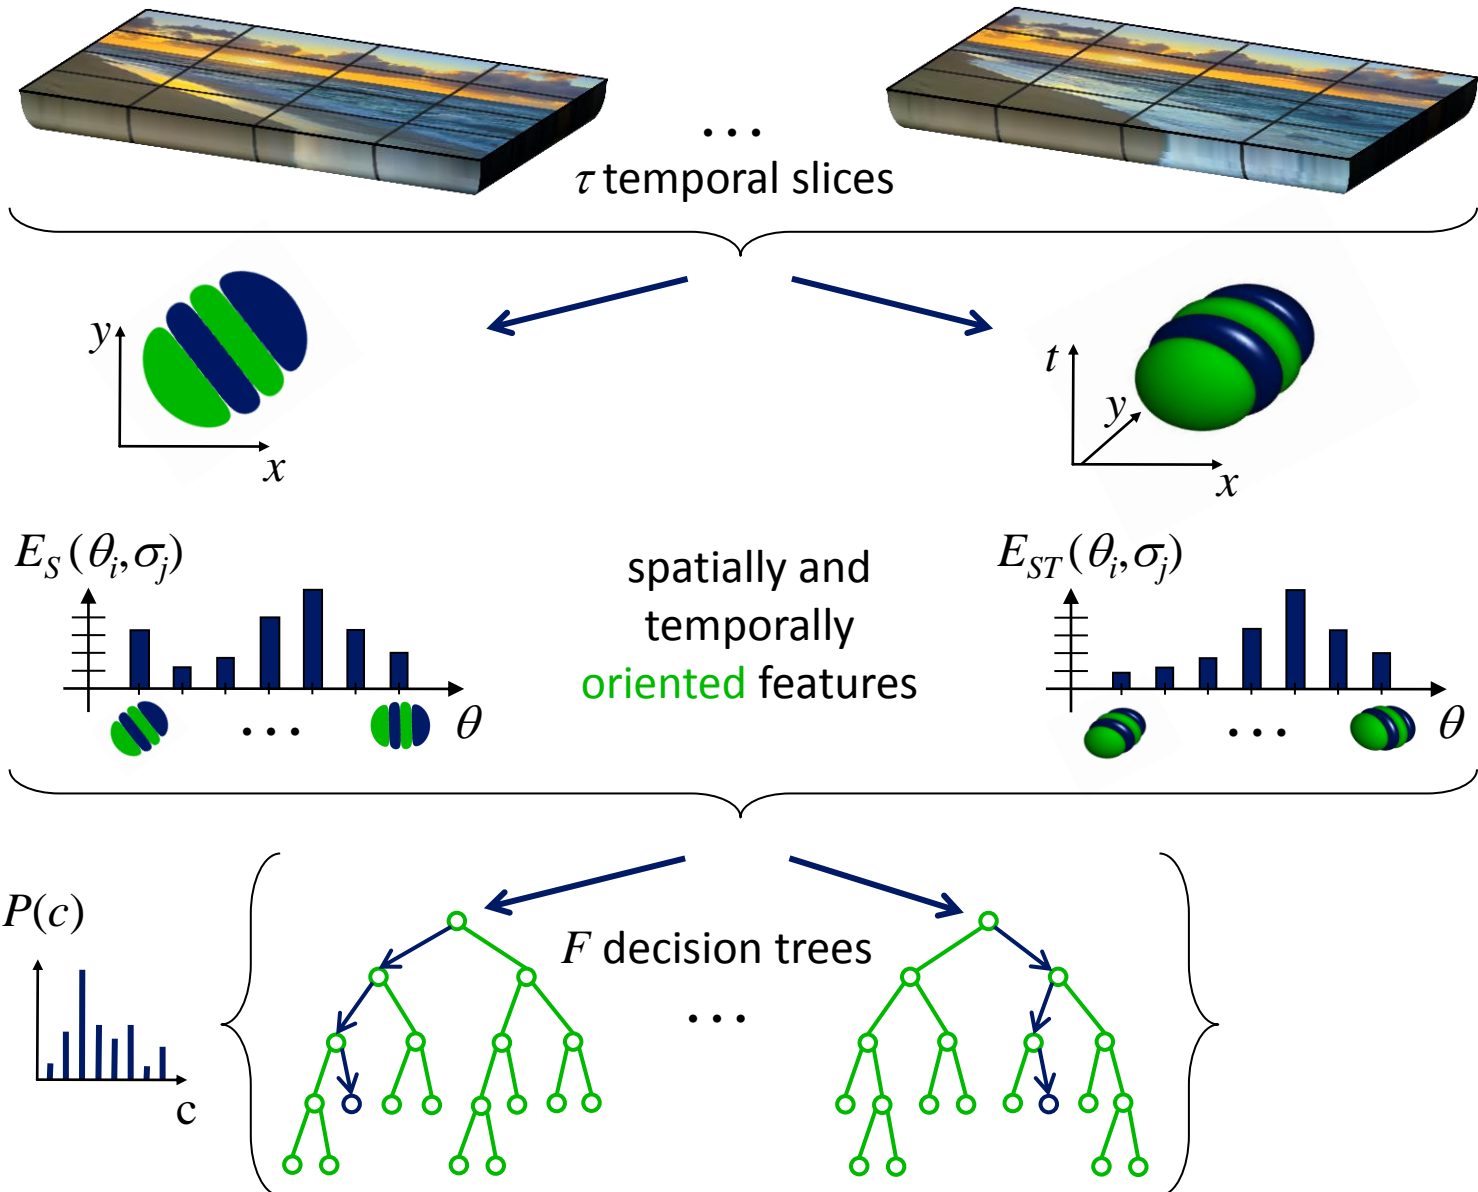 ...
τ temporal slices
y
x
t
y
x
E_S(θ_i,σ_j)
spatially and
temporally
oriented features
E_ST(θ_i,σ_j)
... θ
... θ
P(c)
c
F decision trees
...